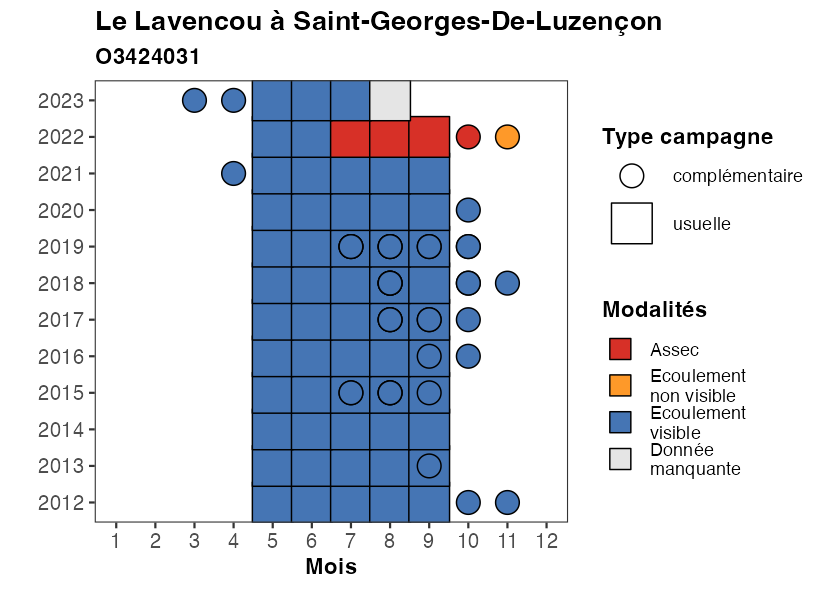 Le Lavencou à Saint-Georges-De-Luzençon
O3424031
2023
2022
2021
2020
2019
2018
2017
2016
2015
2014
2013
2012
1 2 3 4 5 6 7 8 9 10 11 12
Mois
Type campagne
complémentaire
usuelle
Modalités
Assec
Ecoulement
non visible
Ecoulement
visible
Donnée
manquante